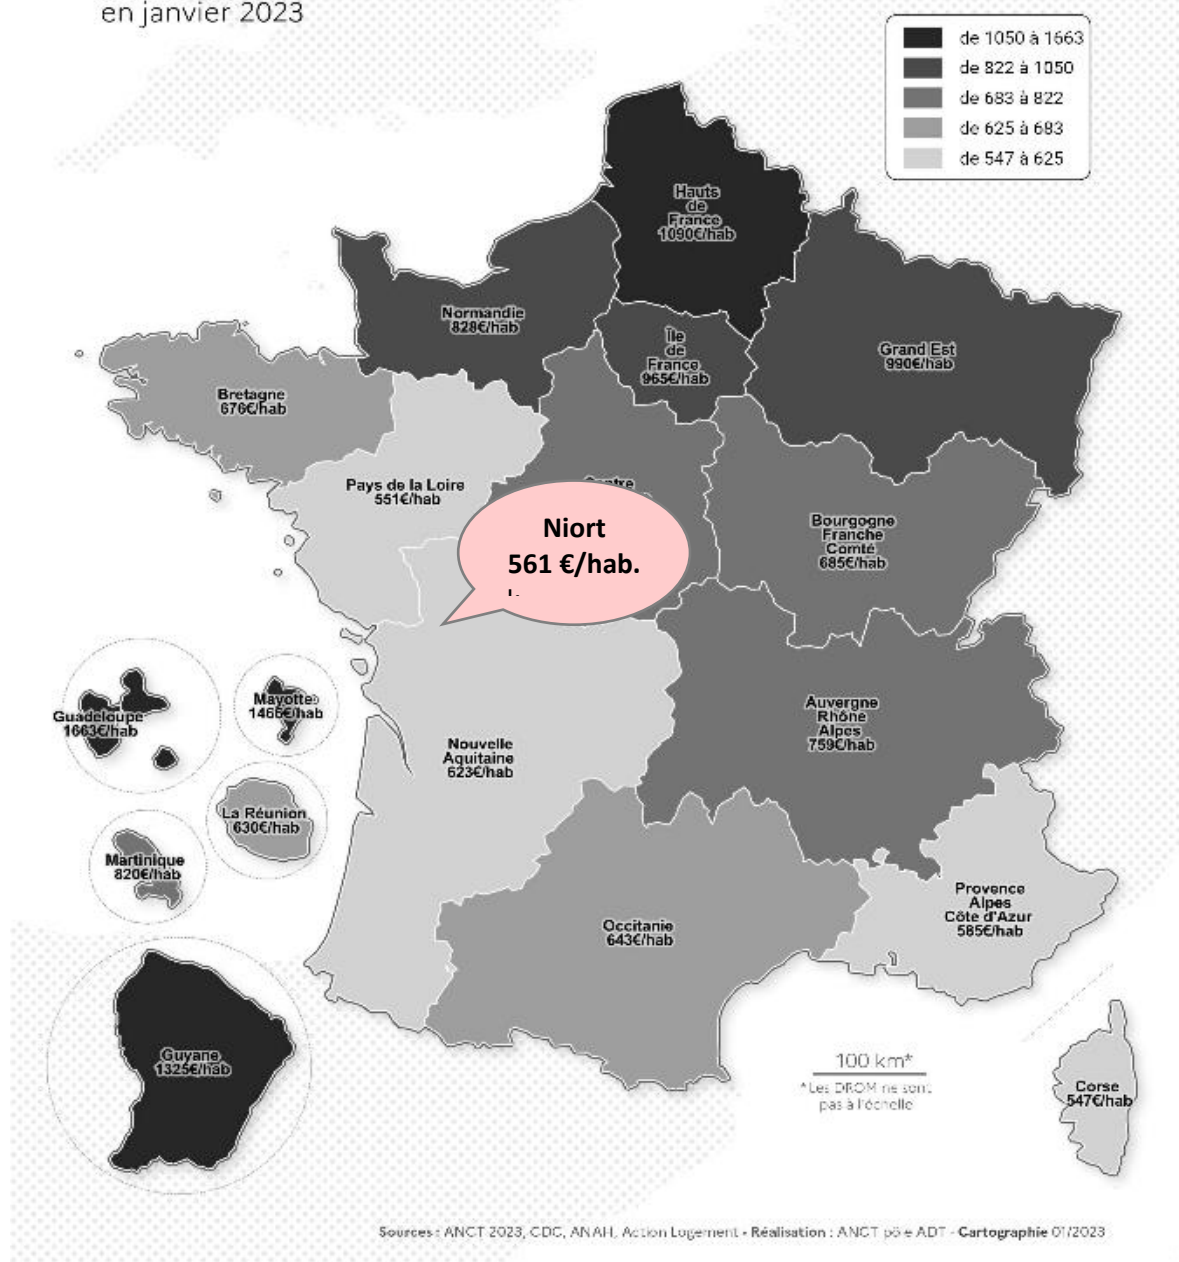 en janvier 2023
de 1050 à 1663
de 822 à 1050
de 683 à 822
de 625 à 683
de 547 à 625
Hauts
de
France
1090€/hab
Normandie
828€/hab
Île
de
France
965€/hab
Grand Est
990€/hab
Bretagne
676€/hab
Pays de la Loire
551€/hab
Centre
Niort
561 €/hab.
Bourgogne
Franche
Comté
685€/hab
Guadeloupe
1663€/hab
Mayotte
1466€/hab
Auvergne
Rhône
Alpes
759€/hab
Nouvelle
Aquitaine
623€/hab
La Réunion
630€/hab
Martinique
820€/hab
Provence
Alpes
Côte d'Azur
585€/hab
Occitanie
643€/hab
Guyane
1325€/hab
100 km*
*Les DROM ne sont
pas à l'échelle
Corse
547€/hab
Sources : ANCT 2023, CDC, ANAH, Action Logement - Réalisation : ANCT pôle ADT - Cartographie 01/2023